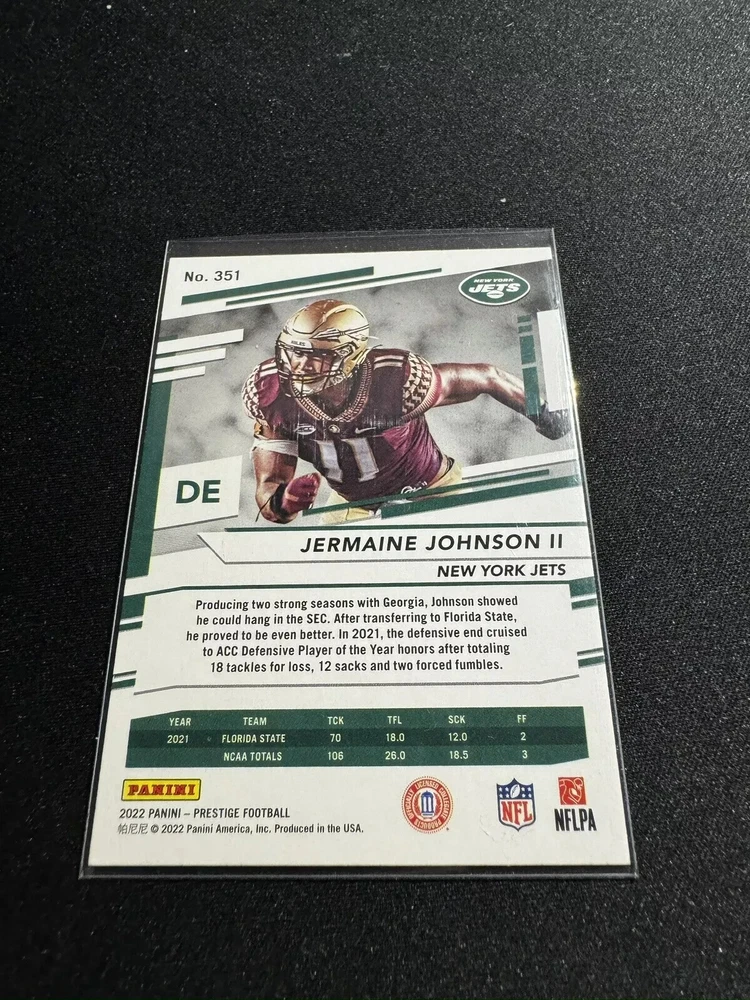 No. 351
NEW YORK
JETS
11
DE
JERMAINE JOHNSON II
NEW YORK JETS
Producing two strong seasons with Georgia, Johnson showed
he could hang in the SEC. After transferring to Florida State,
he proved to be even better. In 2021, the defensive end cruised
to ACC Defensive Player of the Year honors after totaling
18 tackles for loss, 12 sacks and two forced fumbles.
YEAR TEAM TCK TFL SCK FF
2021 FLORIDA STATE 70 18.0 12.0 2
NCAA TOTALS 106 26.0 18.5 3
PANINI
2022 PANINI – PRESTIGE FOOTBALL
帕尼尼 © 2022 Panini America, Inc. Produced in the USA.
OFFICIALLY LICENSED COLLEGIATE PRODUCTS
NFL
NFLPA